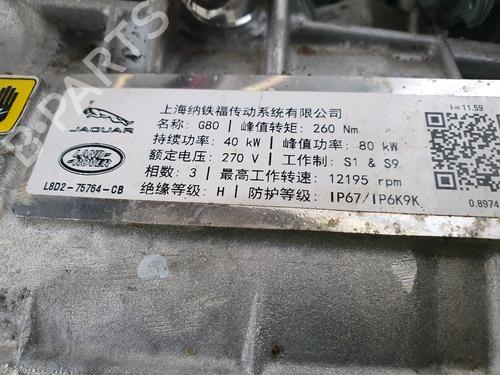 上海纳铁福传动系统有限公司
名称: G80 | 峰值转矩: 260 Nm
持续功率: 40 kW | 峰值功率: 80 kW
额定电压: 270 V | 工作制: S1 & S9
相数: 3 | 最高工作转速: 12195 rpm
绝缘等级: H | 防护等级: IP67/IP6K9K
JAGUAR
LAND ROVER
L8D2-75764-CB
i=11.59
0.8974
B-PARTS